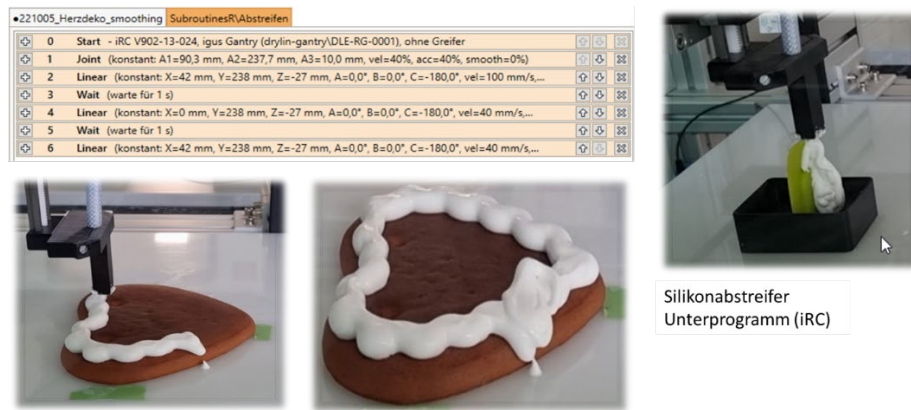 ●221005_Herzdeko_smoothing SubroutinesR\Abstreifen
0 Start - iRC V902-13-024, igus Gantry (drylin-gantry\DLE-RG-0001), ohne Greifer
1 Joint (konstant: A1=90,3 mm, A2=237,7 mm, A3=10,0 mm, vel=40%, acc=40%, smooth=0%)
2 Linear (konstant: X=42 mm, Y=238 mm, Z=-27 mm, A=0,0°, B=0,0°, C=-180,0°, vel=100 mm/s,...
3 Wait (warte für 1 s)
4 Linear (konstant: X=0 mm, Y=238 mm, Z=-27 mm, A=0,0°, B=0,0°, C=-180,0°, vel=40 mm/s,...
5 Wait (warte für 1 s)
6 Linear (konstant: X=42 mm, Y=238 mm, Z=-27 mm, A=0,0°, B=0,0°, C=-180,0°, vel=40 mm/s,...
Silikonabstreifer
Unterprogramm (iRC)